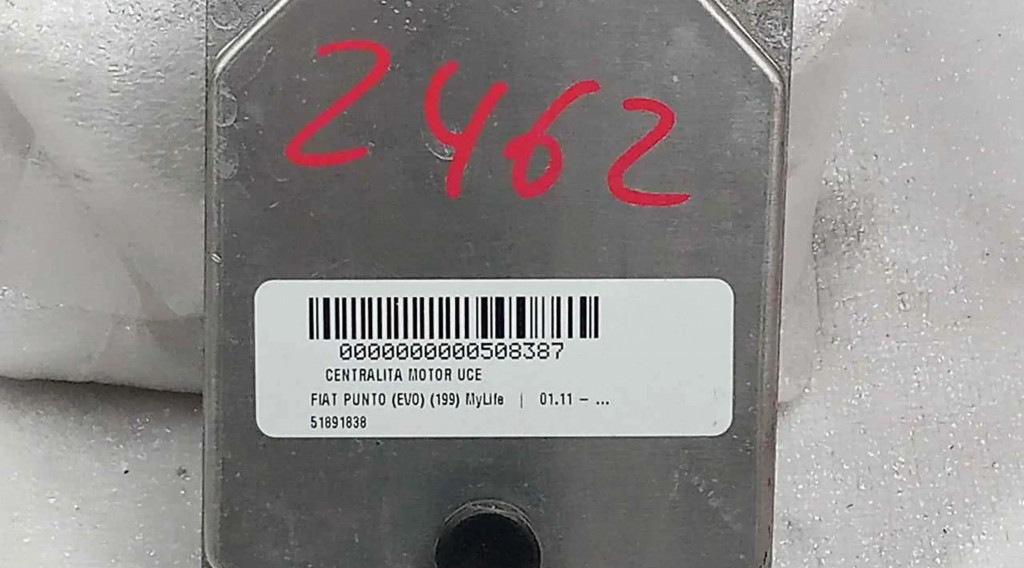 2462
0000000000508387
CENTRALITA MOTOR UCE
FIAT PUNTO (EVO) (199) MyLife | 01.11 – ...
51891838